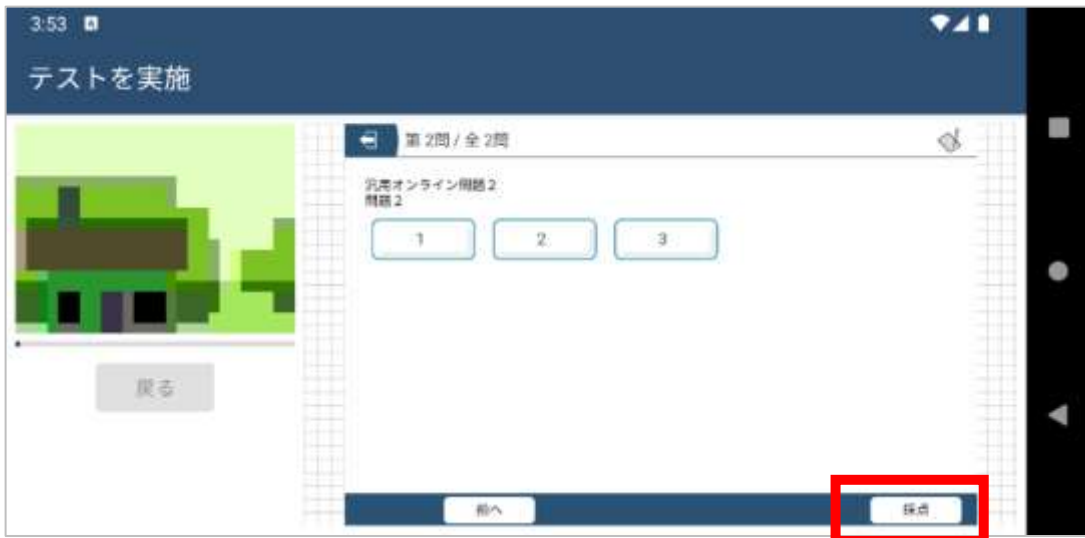 3:53
テストを実施
第 2問 / 全 2問
汎用オンライン問題２
問題２
1
2
3
戻る
前へ
採点